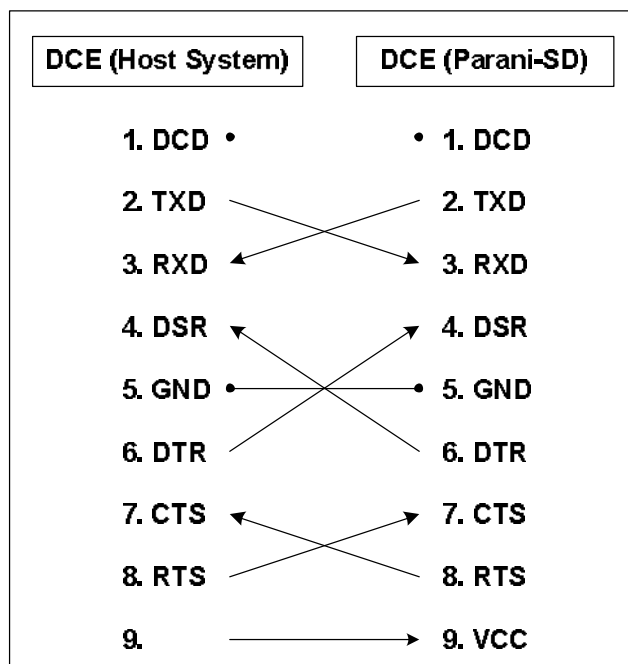 DCE (Host System) DCE (Parani-SD)
1. DCD 1. DCD
2. TXD 2. TXD
3. RXD 3. RXD
4. DSR 4. DSR
5. GND 5. GND
6. DTR 6. DTR
7. CTS 7. CTS
8. RTS 8. RTS
9. 9. VCC